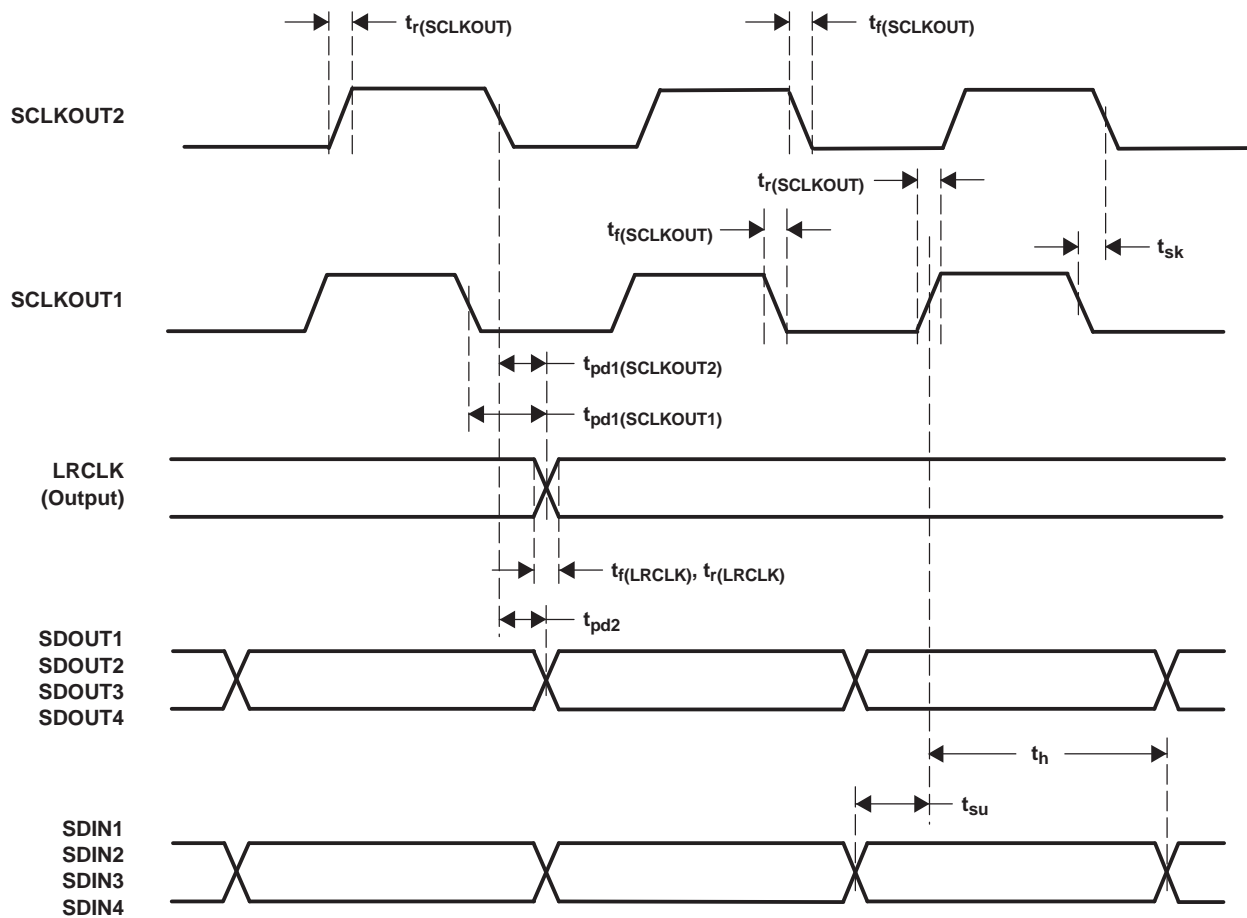 tr(SCLKOUT)
tf(SCLKOUT)
SCLKOUT2
tr(SCLKOUT)
tf(SCLKOUT)
tsk
SCLKOUT1
tpd1(SCLKOUT2)
tpd1(SCLKOUT1)
LRCLK
(Output)
tf(LRCLK), tr(LRCLK)
tpd2
SDOUT1
SDOUT2
SDOUT3
SDOUT4
th
tsu
SDIN1
SDIN2
SDIN3
SDIN4